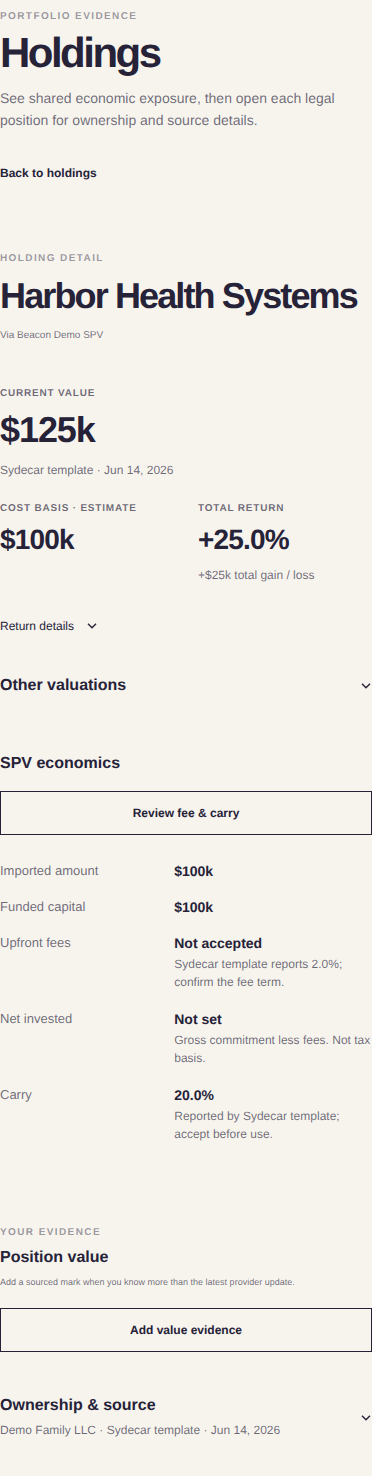 PORTFOLIO EVIDENCE
Holdings
See shared economic exposure, then open each legal
position for ownership and source details.
Back to holdings
HOLDING DETAIL
Harbor Health Systems
Via Beacon Demo SPV
CURRENT VALUE
$125k
Sydecar template · Jun 14, 2026
COST BASIS · ESTIMATE
$100k
TOTAL RETURN
+25.0%
+$25k total gain / loss
Return details
Other valuations
SPV economics
Review fee & carry
Imported amount
$100k
Funded capital
$100k
Upfront fees
Not accepted
Sydecar template reports 2.0%;
confirm the fee term.
Net invested
Not set
Gross commitment less fees. Not tax
basis.
Carry
20.0%
Reported by Sydecar template;
accept before use.
YOUR EVIDENCE
Position value
Add a sourced mark when you know more than the latest provider update.
Add value evidence
Ownership & source
Demo Family LLC · Sydecar template · Jun 14, 2026